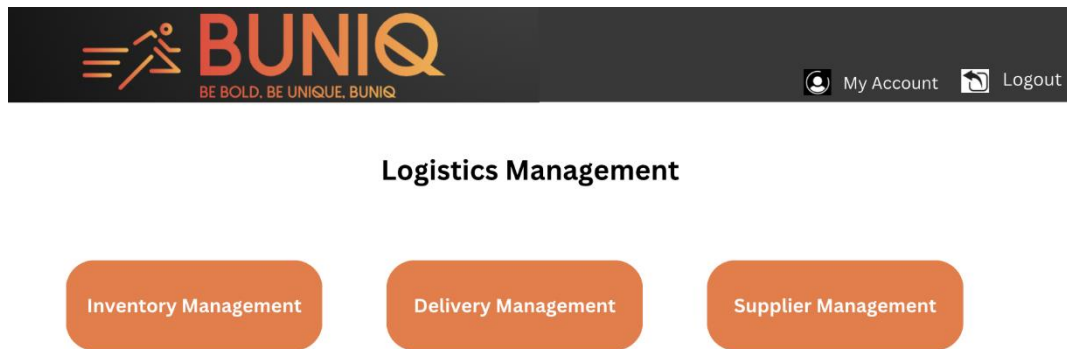 BUNIQ
BE BOLD. BE UNIQUE, BUNIQ
My Account Logout
Logistics Management
Inventory Management Delivery Management Supplier Management